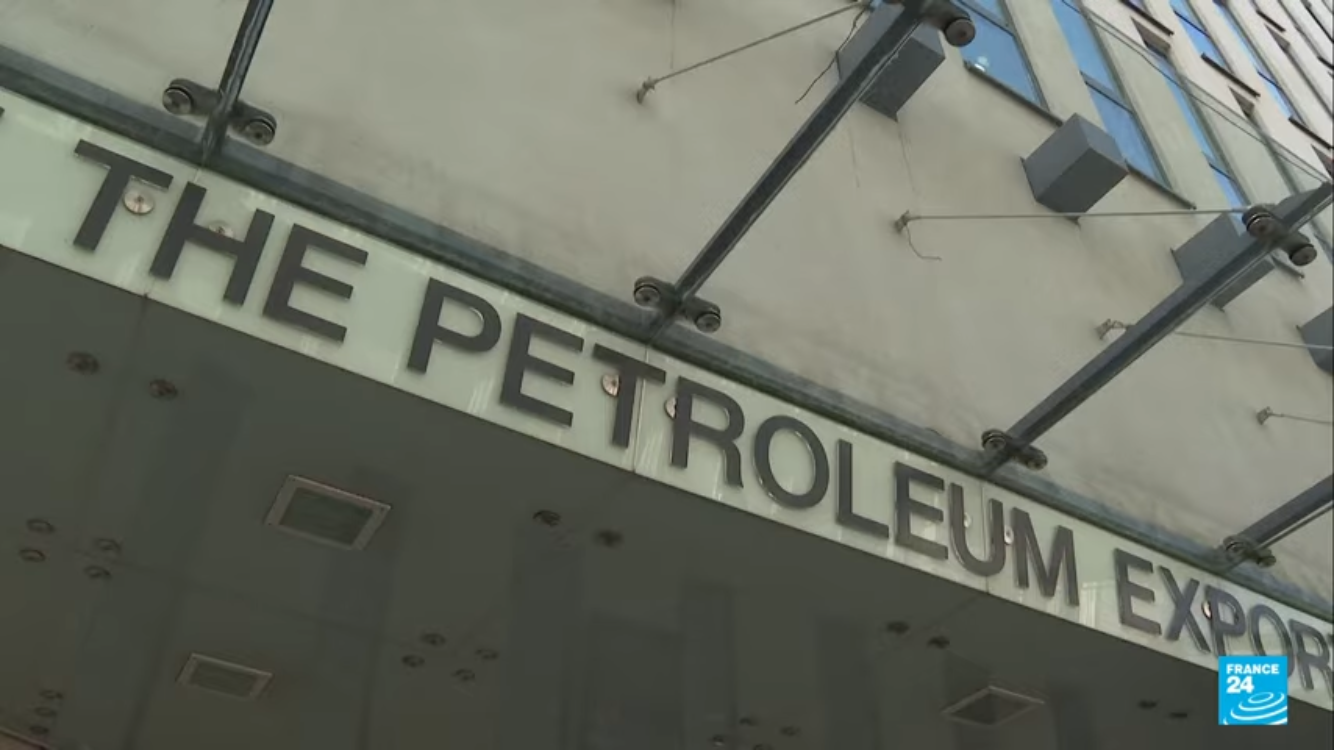 THE PETROLEUM EXPOR
FRANCE
24